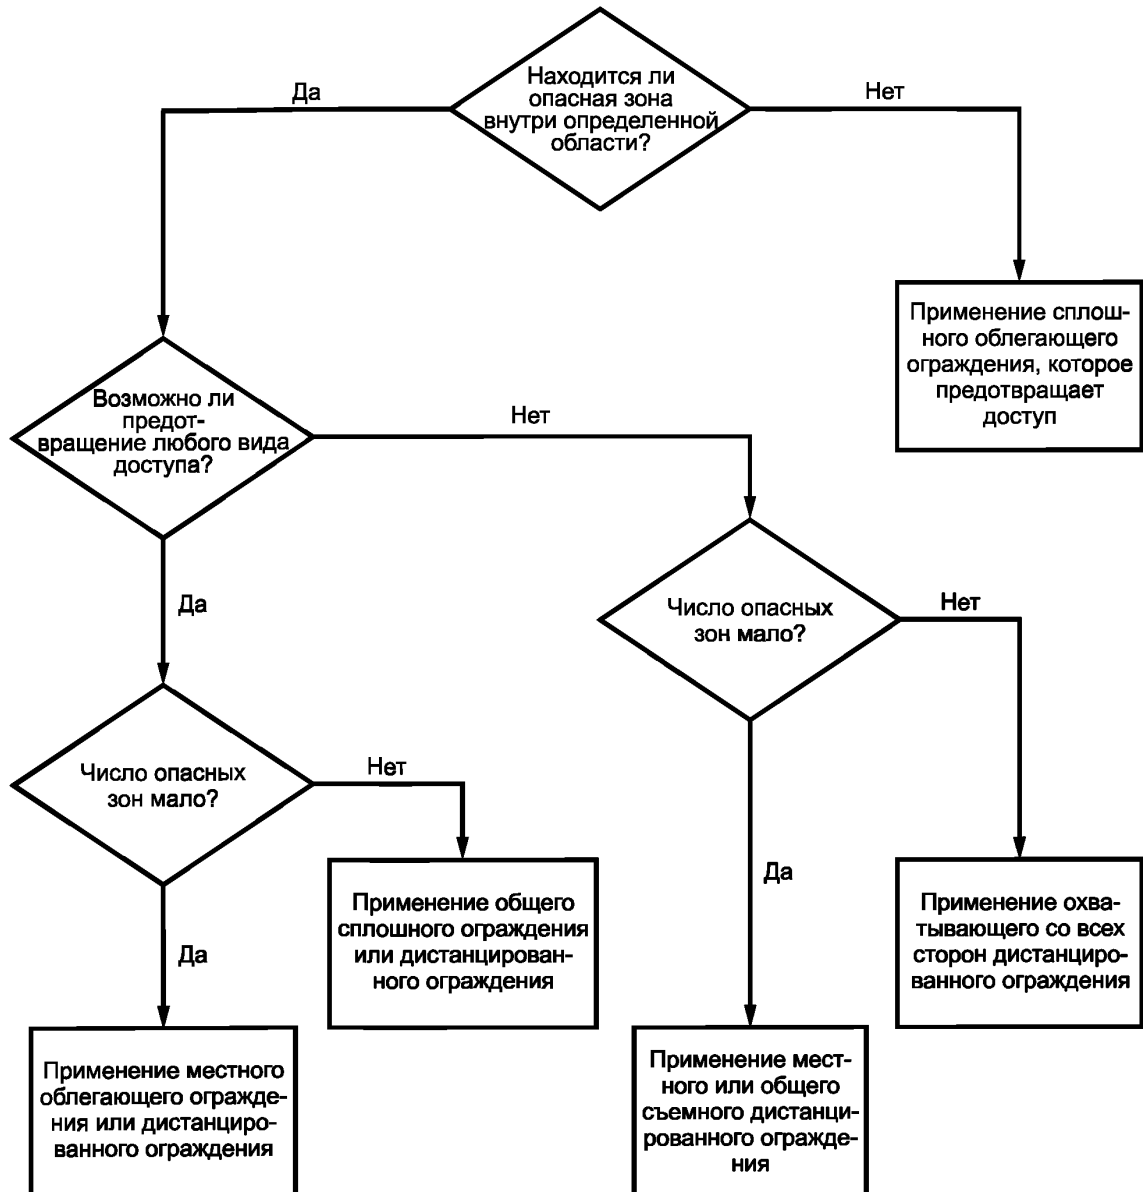 Находится ли
опасная зона
внутри определенной
области?
Да
Нет
Применение сплош-
ного облегающего
ограждения, которое
предотвращает
доступ
Возможно ли
предот-
вращение любого вида
доступа?
Нет
Да
Число опасных
зон мало?
Нет
Число опасных
зон мало?
Нет
Да
Да
Применение общего
сплошного ограждения
или дистанцирован-
ного ограждения
Применение охва-
тывающего со всех
сторон дистанциро-
ванного ограждения
Применение местного
облегающего огражде-
ния или дистанциро-
ванного ограждения
Применение мест-
ного или общего
съемного дистанци-
рованного огражде-
ния